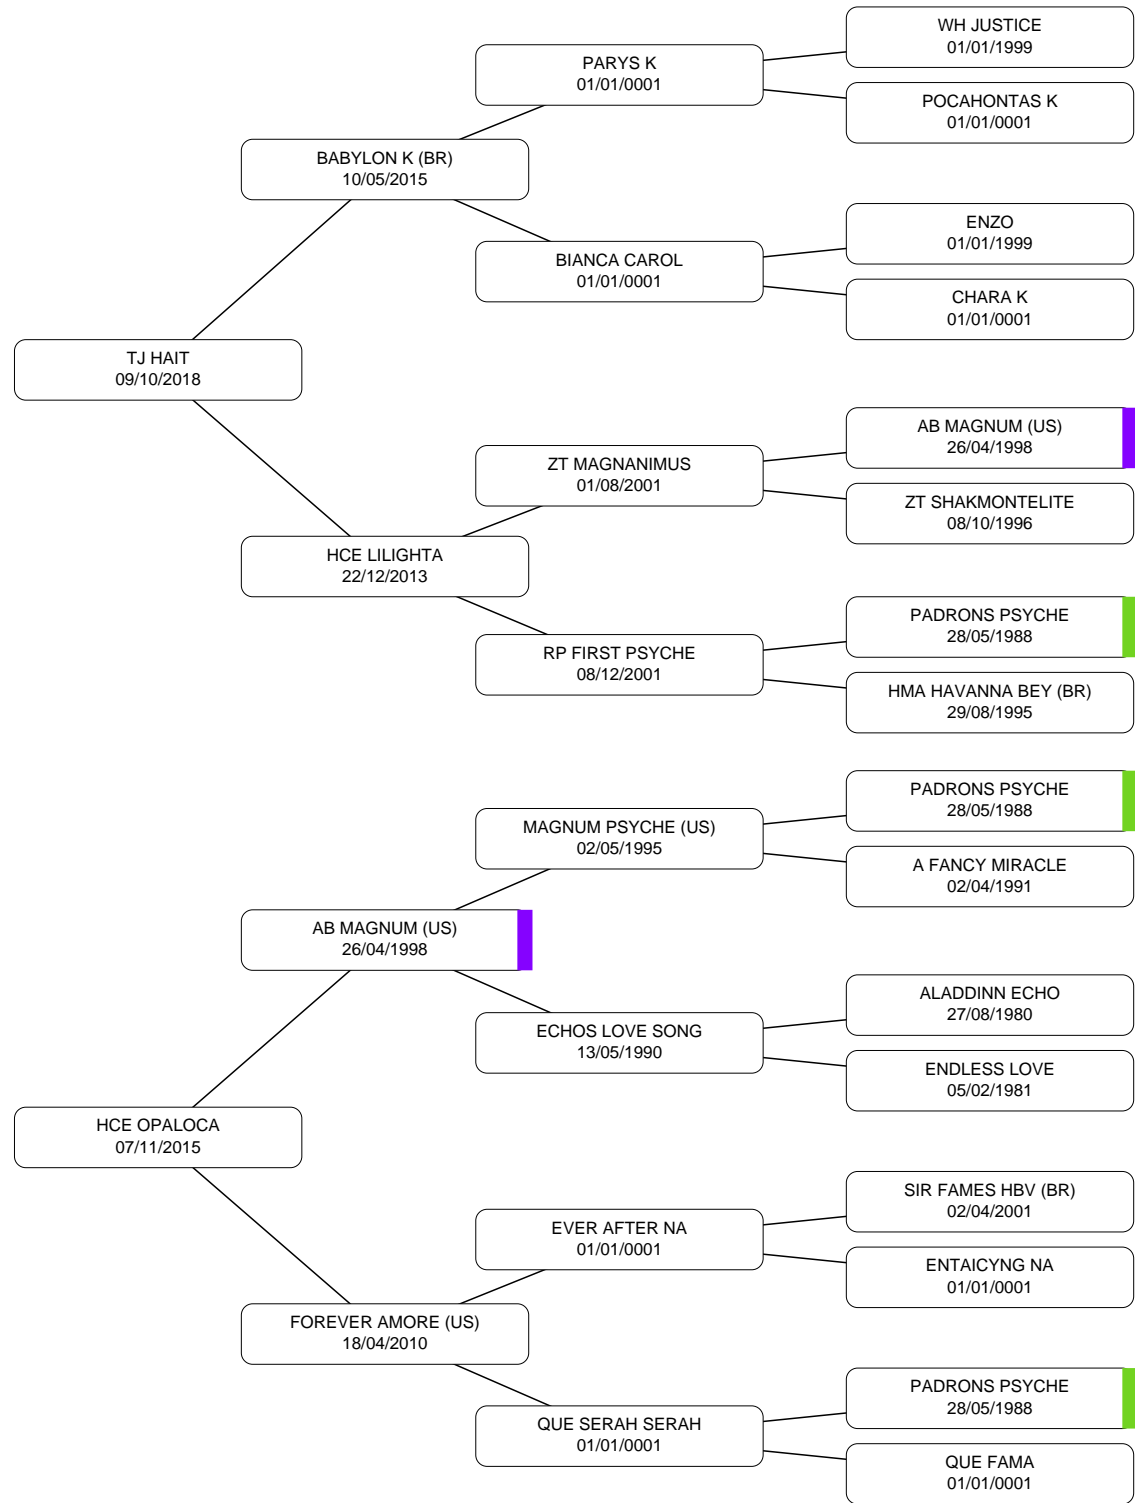 WH JUSTICE
01/01/1999
PARYS K
01/01/0001
POCAHONTAS K
01/01/0001
BABYLON K (BR)
10/05/2015
ENZO
01/01/1999
BIANCA CAROL
01/01/0001
CHARA K
01/01/0001
TJ HAIT
09/10/2018
AB MAGNUM (US)
26/04/1998
ZT MAGNANIMUS
01/08/2001
ZT SHAKMONTELITE
08/10/1996
HCE LILIGHTA
22/12/2013
PADRONS PSYCHE
28/05/1988
RP FIRST PSYCHE
08/12/2001
HMA HAVANNA BEY (BR)
29/08/1995
PADRONS PSYCHE
28/05/1988
MAGNUM PSYCHE (US)
02/05/1995
A FANCY MIRACLE
02/04/1991
AB MAGNUM (US)
26/04/1998
ALADDINN ECHO
27/08/1980
ECHOS LOVE SONG
13/05/1990
ENDLESS LOVE
05/02/1981
HCE OPALOCA
07/11/2015
SIR FAMES HBV (BR)
02/04/2001
EVER AFTER NA
01/01/0001
ENTAICYNG NA
01/01/0001
FOREVER AMORE (US)
18/04/2010
PADRONS PSYCHE
28/05/1988
QUE SERAH SERAH
01/01/0001
QUE FAMA
01/01/0001